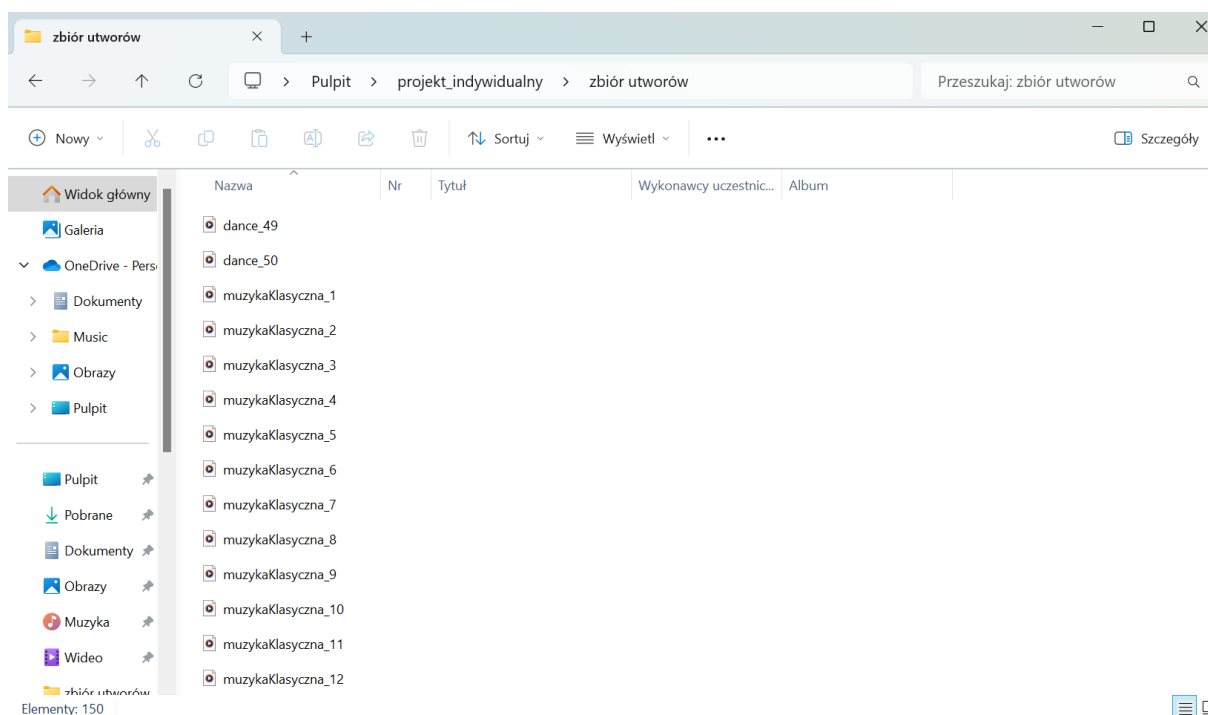 zbiór utworów
Pulpit > projekt_indywidualny > zbiór utworów
Przeszukaj: zbiór utworów
Nowy
Sortuj
Wyświetl
Szczegóły
Nazwa Nr Tytuł Wykonawcy uczestnic... Album
Widok główny
Galeria
OneDrive - Pers
Dokumenty
Music
Obrazy
Pulpit
Pulpit
Pobrane
Dokumenty
Obrazy
Muzyka
Wideo
zbiór utworów
dance_49
dance_50
muzykaKlasyczna_1
muzykaKlasyczna_2
muzykaKlasyczna_3
muzykaKlasyczna_4
muzykaKlasyczna_5
muzykaKlasyczna_6
muzykaKlasyczna_7
muzykaKlasyczna_8
muzykaKlasyczna_9
muzykaKlasyczna_10
muzykaKlasyczna_11
muzykaKlasyczna_12
Elementy: 150